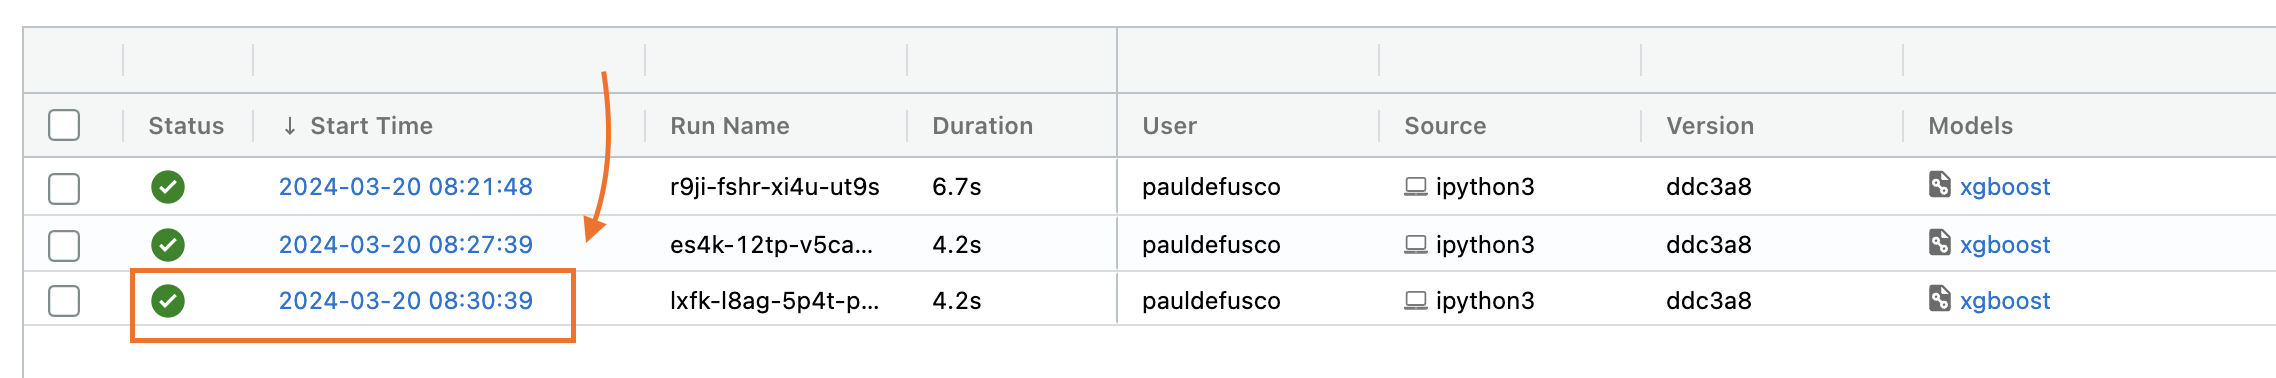 Status ↓ Start Time Run Name Duration User Source Version Models
2024-03-20 08:21:48 r9ji-fshr-xi4u-ut9s 6.7s pauldefusco ipython3 ddc3a8 xgboost
2024-03-20 08:27:39 es4k-12tp-v5ca... 4.2s pauldefusco ipython3 ddc3a8 xgboost
2024-03-20 08:30:39 lxfk-l8ag-5p4t-p... 4.2s pauldefusco ipython3 ddc3a8 xgboost